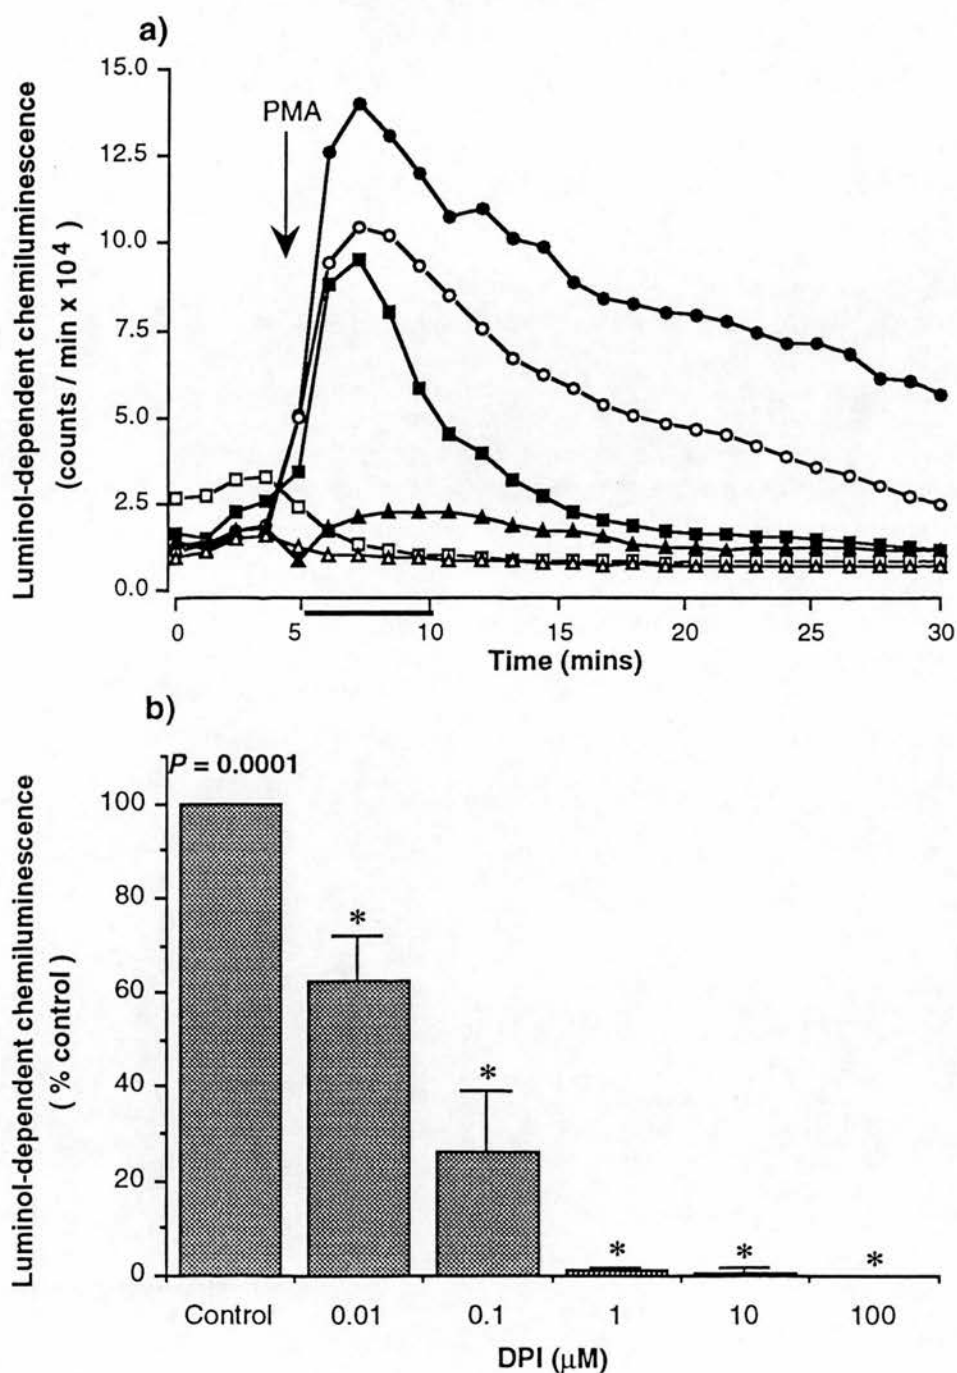 a)
Luminol-dependent chemiluminescence
(counts / min x 10⁴)
15.0
12.5
10.0
7.5
5.0
2.5
0.0
PMA
0 5 10 15 20 25 30
Time (mins)
b)
Luminol-dependent chemiluminescence
( % control)
P = 0.0001
100
80
60
40
20
0
*
*
*
*
*
Control 0.01 0.1 1 10 100
DPI (µM)